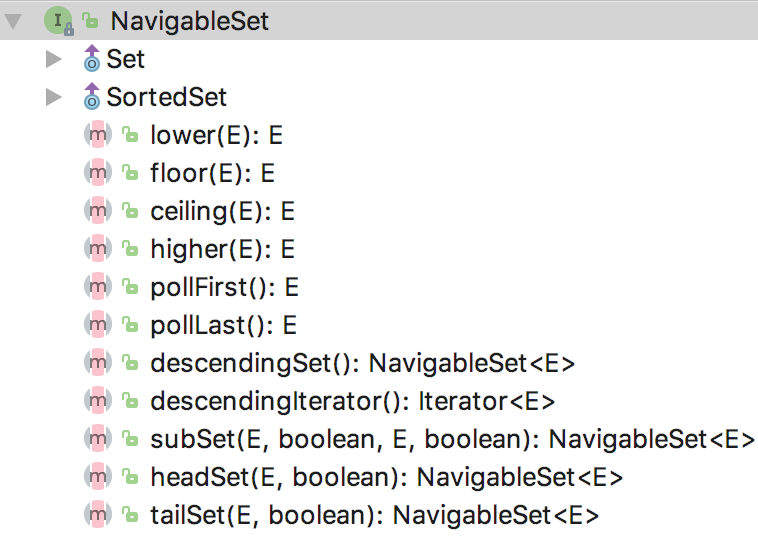 I NavigableSet
o Set
o SortedSet
m lower(E): E
m floor(E): E
m ceiling(E): E
m higher(E): E
m pollFirst(): E
m pollLast(): E
m descendingSet(): NavigableSet<E>
m descendingIterator(): Iterator<E>
m subSet(E, boolean, E, boolean): NavigableSet<E>
m headSet(E, boolean): NavigableSet<E>
m tailSet(E, boolean): NavigableSet<E>